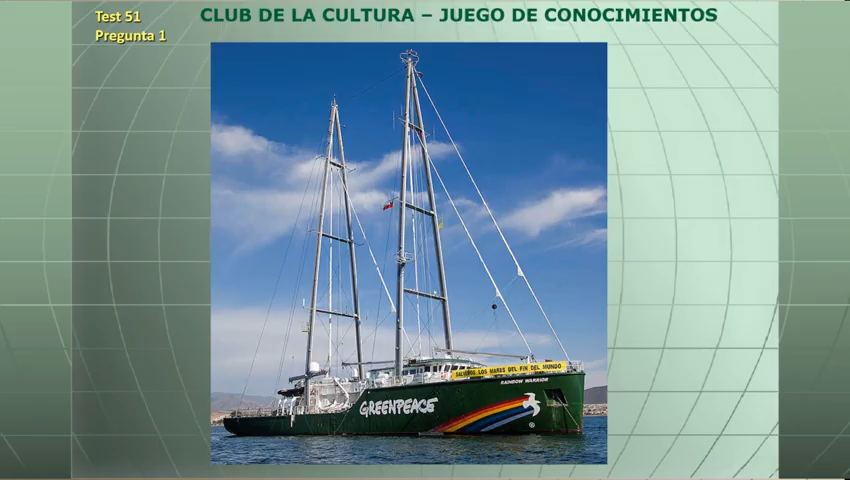 Test 51
Pregunta 1
CLUB DE LA CULTURA – JUEGO DE CONOCIMIENTOS
SALVEMOS LOS MARES DEL FIN DEL MUNDO
RAINBOW WARRIOR
GREENPEACE